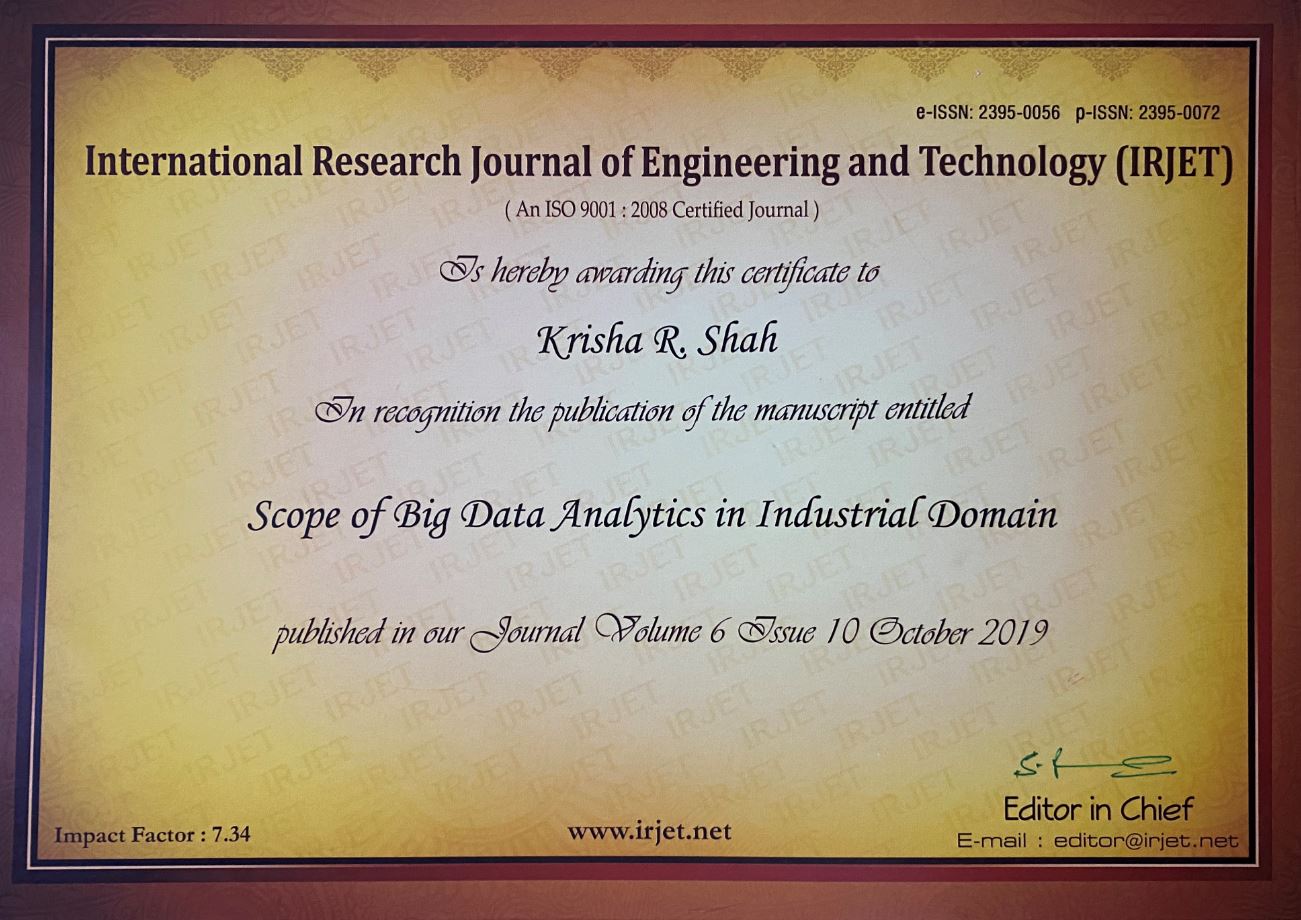 e-ISSN: 2395-0056 p-ISSN: 2395-0072
International Research Journal of Engineering and Technology (IRJET)
( An ISO 9001 : 2008 Certified Journal )
Is hereby awarding this certificate to
Krisha R. Shah
In recognition the publication of the manuscript entitled
Scope of Big Data Analytics in Industrial Domain
published in our Journal Volume 6 Issue 10 October 2019
Editor in Chief
Impact Factor : 7.34
www.irjet.net
E-mail : editor@irjet.net